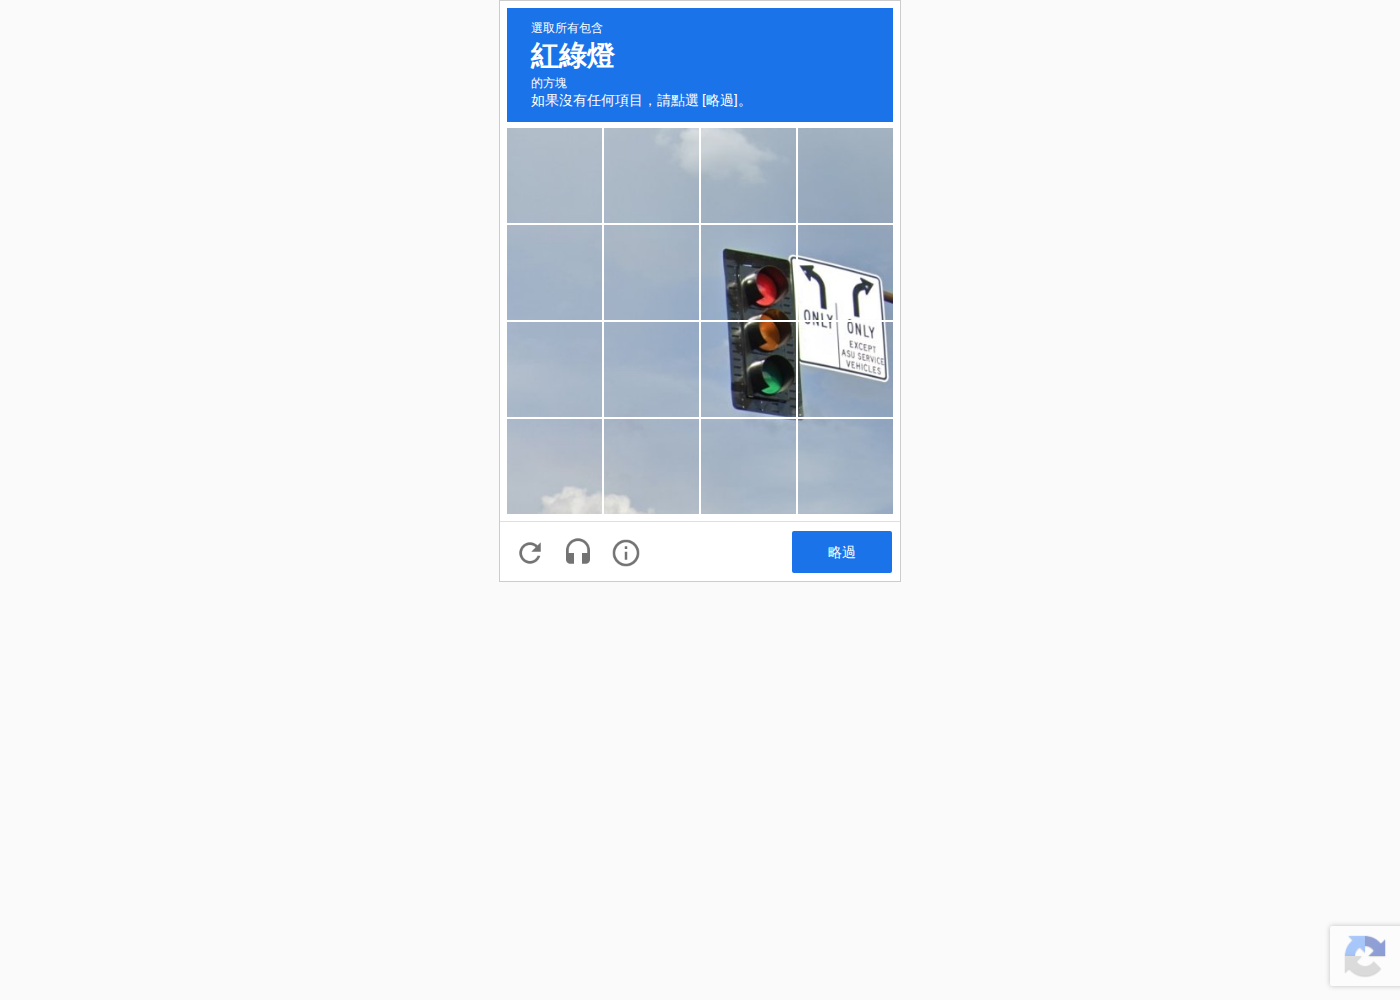 選取所有包含
紅綠燈
的方塊
如果沒有任何項目，請點選 [略過]。
ONLY
ONLY
EXCEPT
ASU SERVICE
VEHICLES
略過